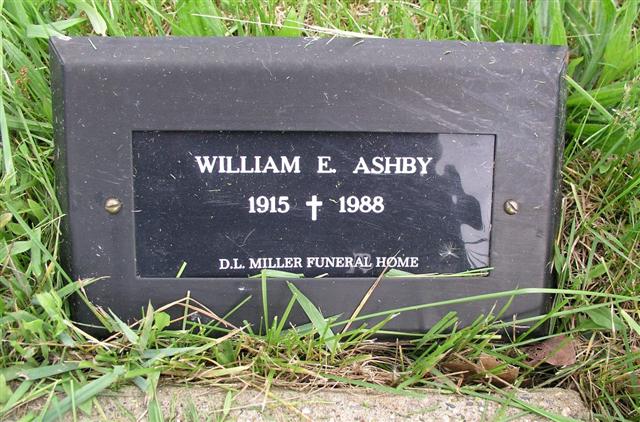 WILLIAM E. ASHBY
1915 ✝ 1988
D.L. MILLER FUNERAL HOME